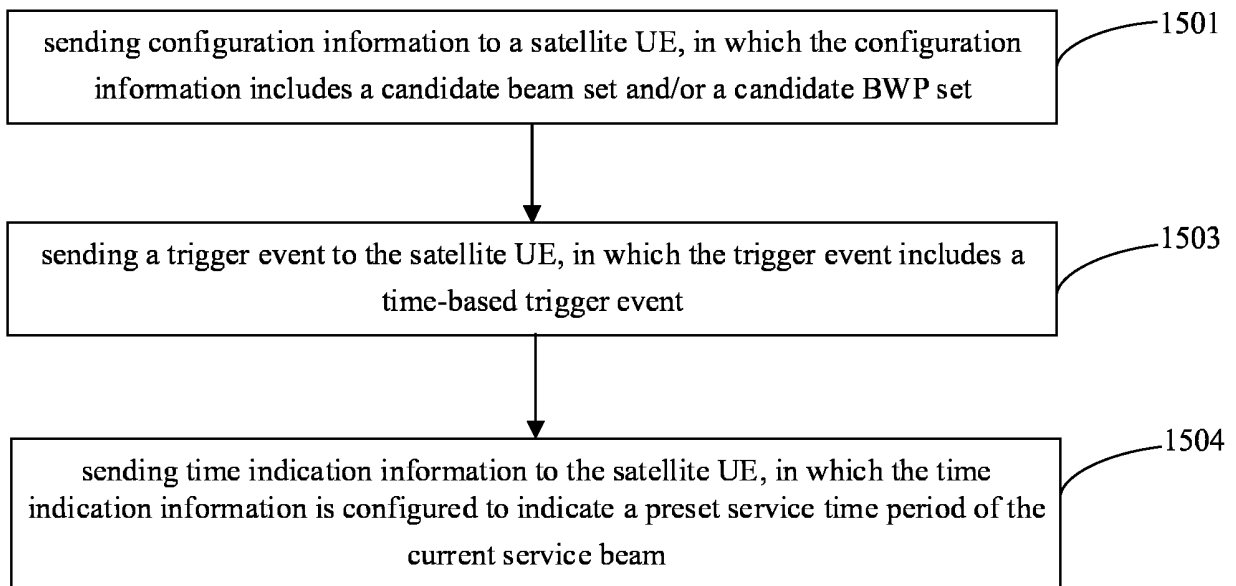 sending configuration information to a satellite UE, in which the configuration
information includes a candidate beam set and/or a candidate BWP set
1501
sending a trigger event to the satellite UE, in which the trigger event includes a
time-based trigger event
1503
sending time indication information to the satellite UE, in which the time
indication information is configured to indicate a preset service time period of the
current service beam
1504